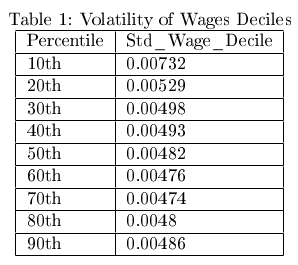 Table 1: Volatility of Wages Deciles
Percentile Std_Wage_Decile
10th 0.00732
20th 0.00529
30th 0.00498
40th 0.00493
50th 0.00482
60th 0.00476
70th 0.00474
80th 0.0048
90th 0.00486